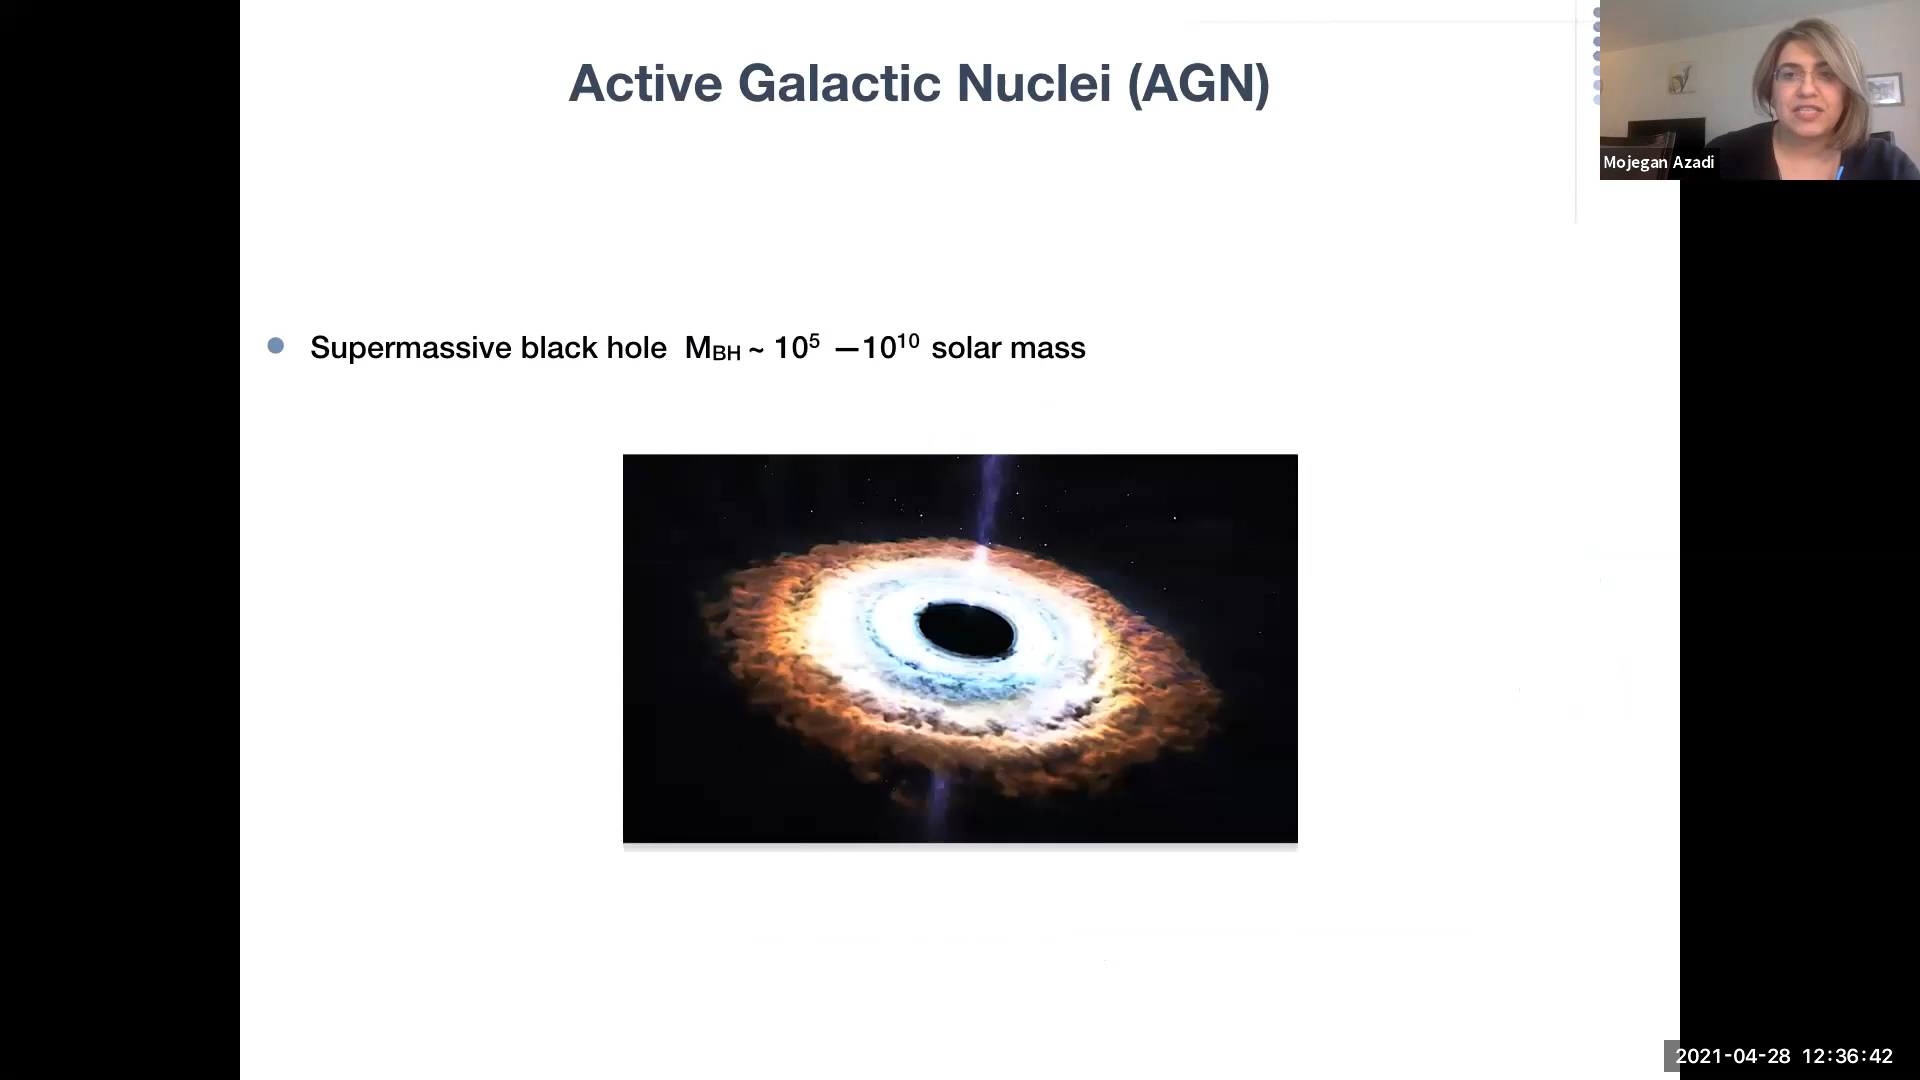 Active Galactic Nuclei (AGN)
Mojegan Azadi
● Supermassive black hole M_BH ~ 10⁵ —10¹⁰ solar mass
2021-04-28 12:36:42